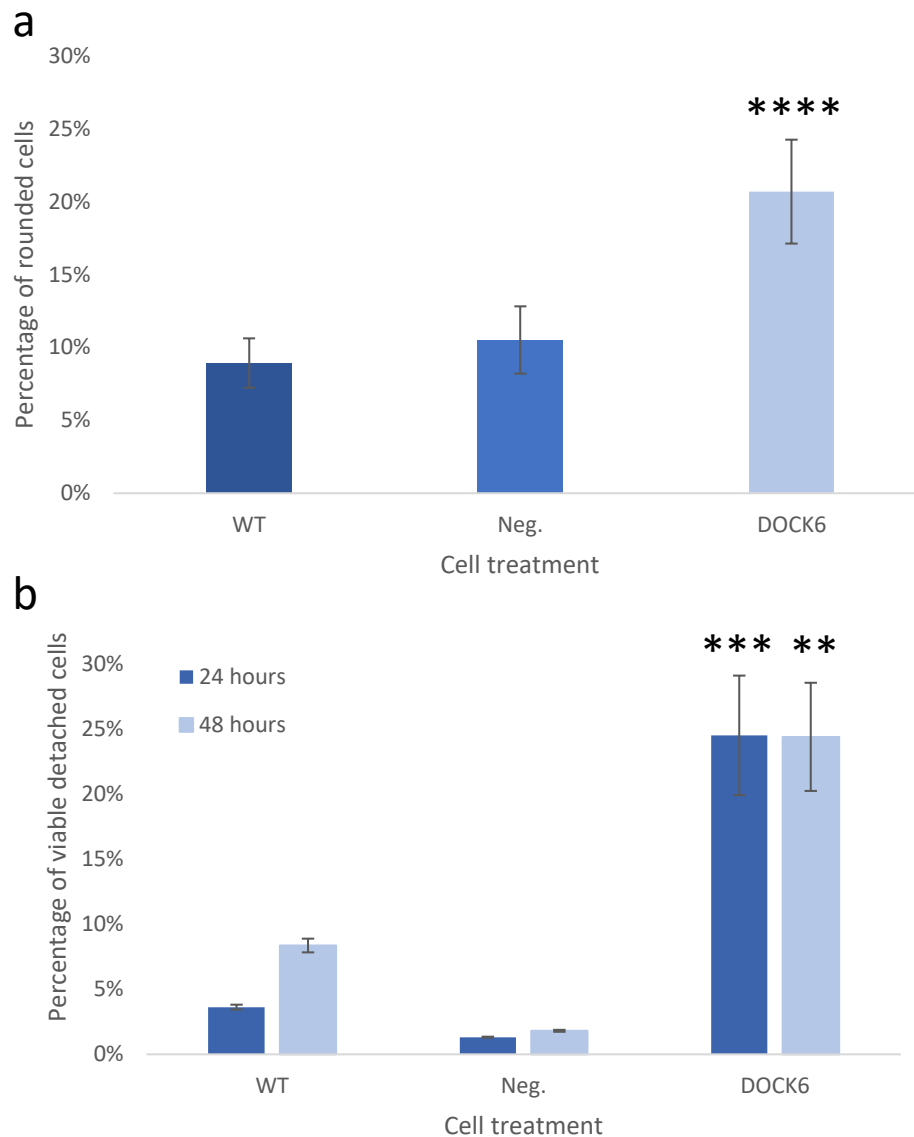 a
Percentage of rounded cells
30%
25%
20%
15%
10%
5%
0%
****
WT Neg. DOCK6
Cell treatment
b
Percentage of viable detached cells
30%
25%
20%
15%
10%
5%
0%
24 hours
48 hours
*** **
WT Neg. DOCK6
Cell treatment